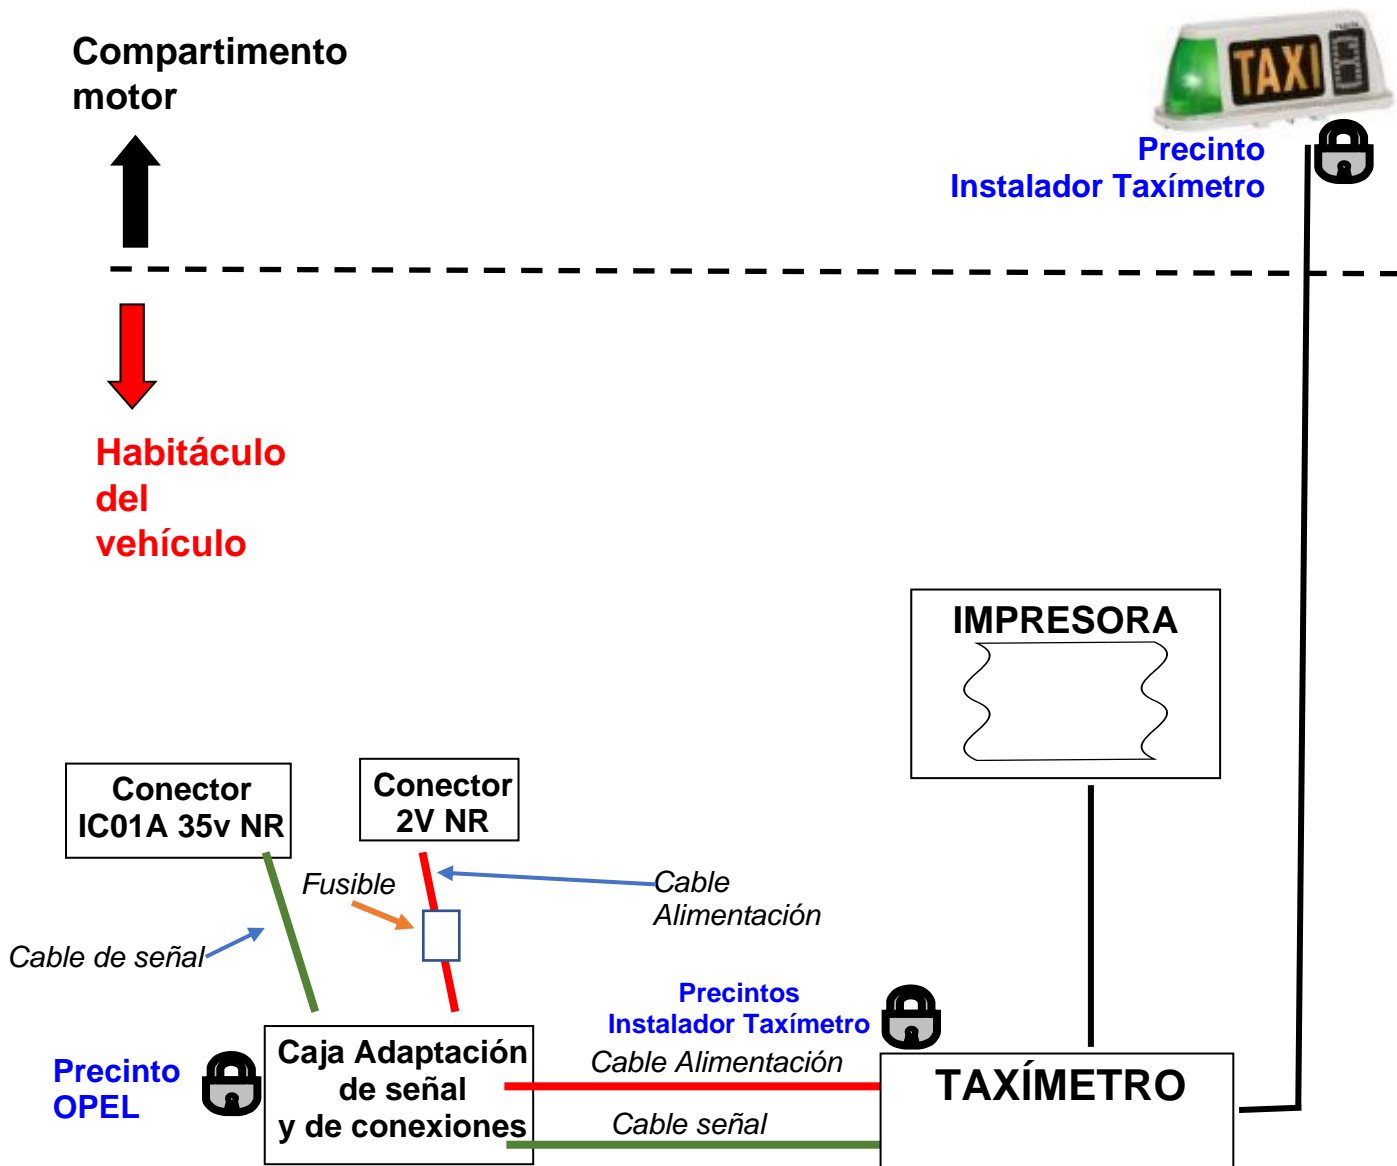 Compartimento
motor
TAXI
Precinto
Instalador Taxímetro
Habitáculo
del
vehículo
IMPRESORA
Conector
IC01A 35v NR
Conector
2V NR
Fusible
Cable
Alimentación
Cable de señal
Precintos
Instalador Taxímetro
Precinto
OPEL
Caja Adaptación
de señal
y de conexiones
Cable Alimentación
Cable señal
TAXÍMETRO